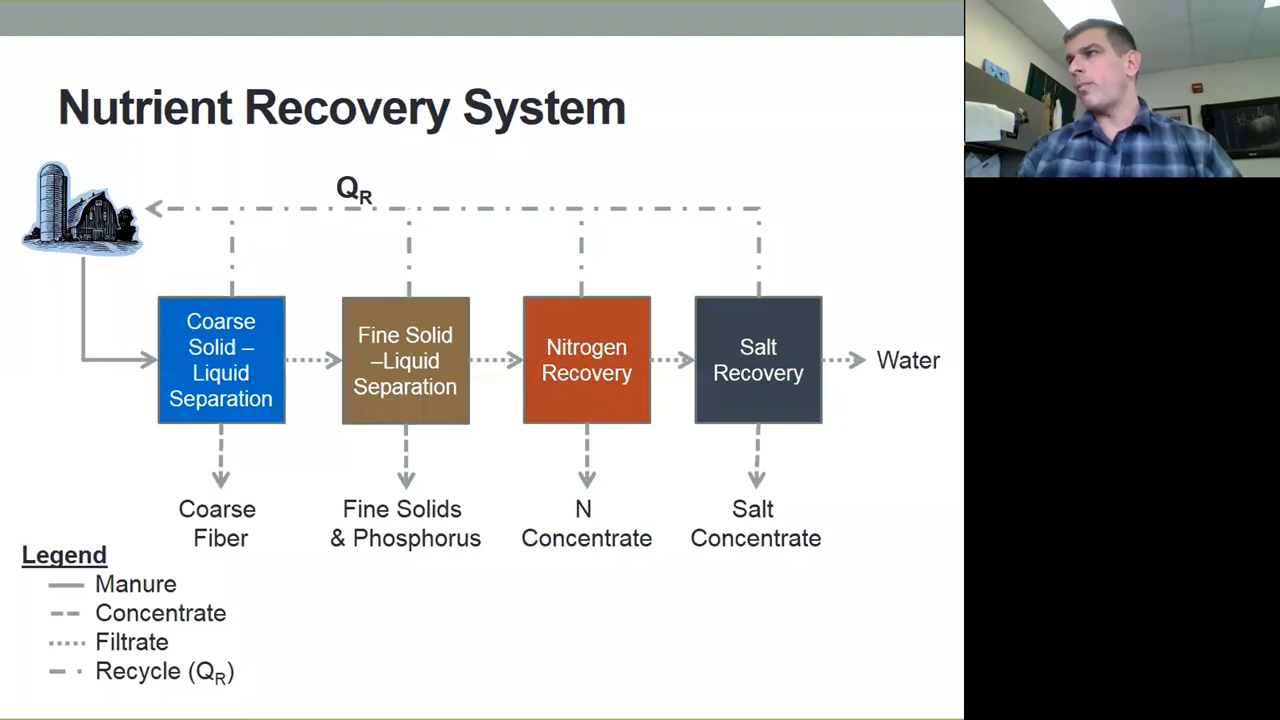 Nutrient Recovery System
Q_R
Coarse
Solid –
Liquid
Separation
Fine Solid
–Liquid
Separation
Nitrogen
Recovery
Salt
Recovery
Water
Coarse
Fiber
Fine Solids
& Phosphorus
N
Concentrate
Salt
Concentrate
Legend
Manure
Concentrate
Filtrate
Recycle (Q_R)